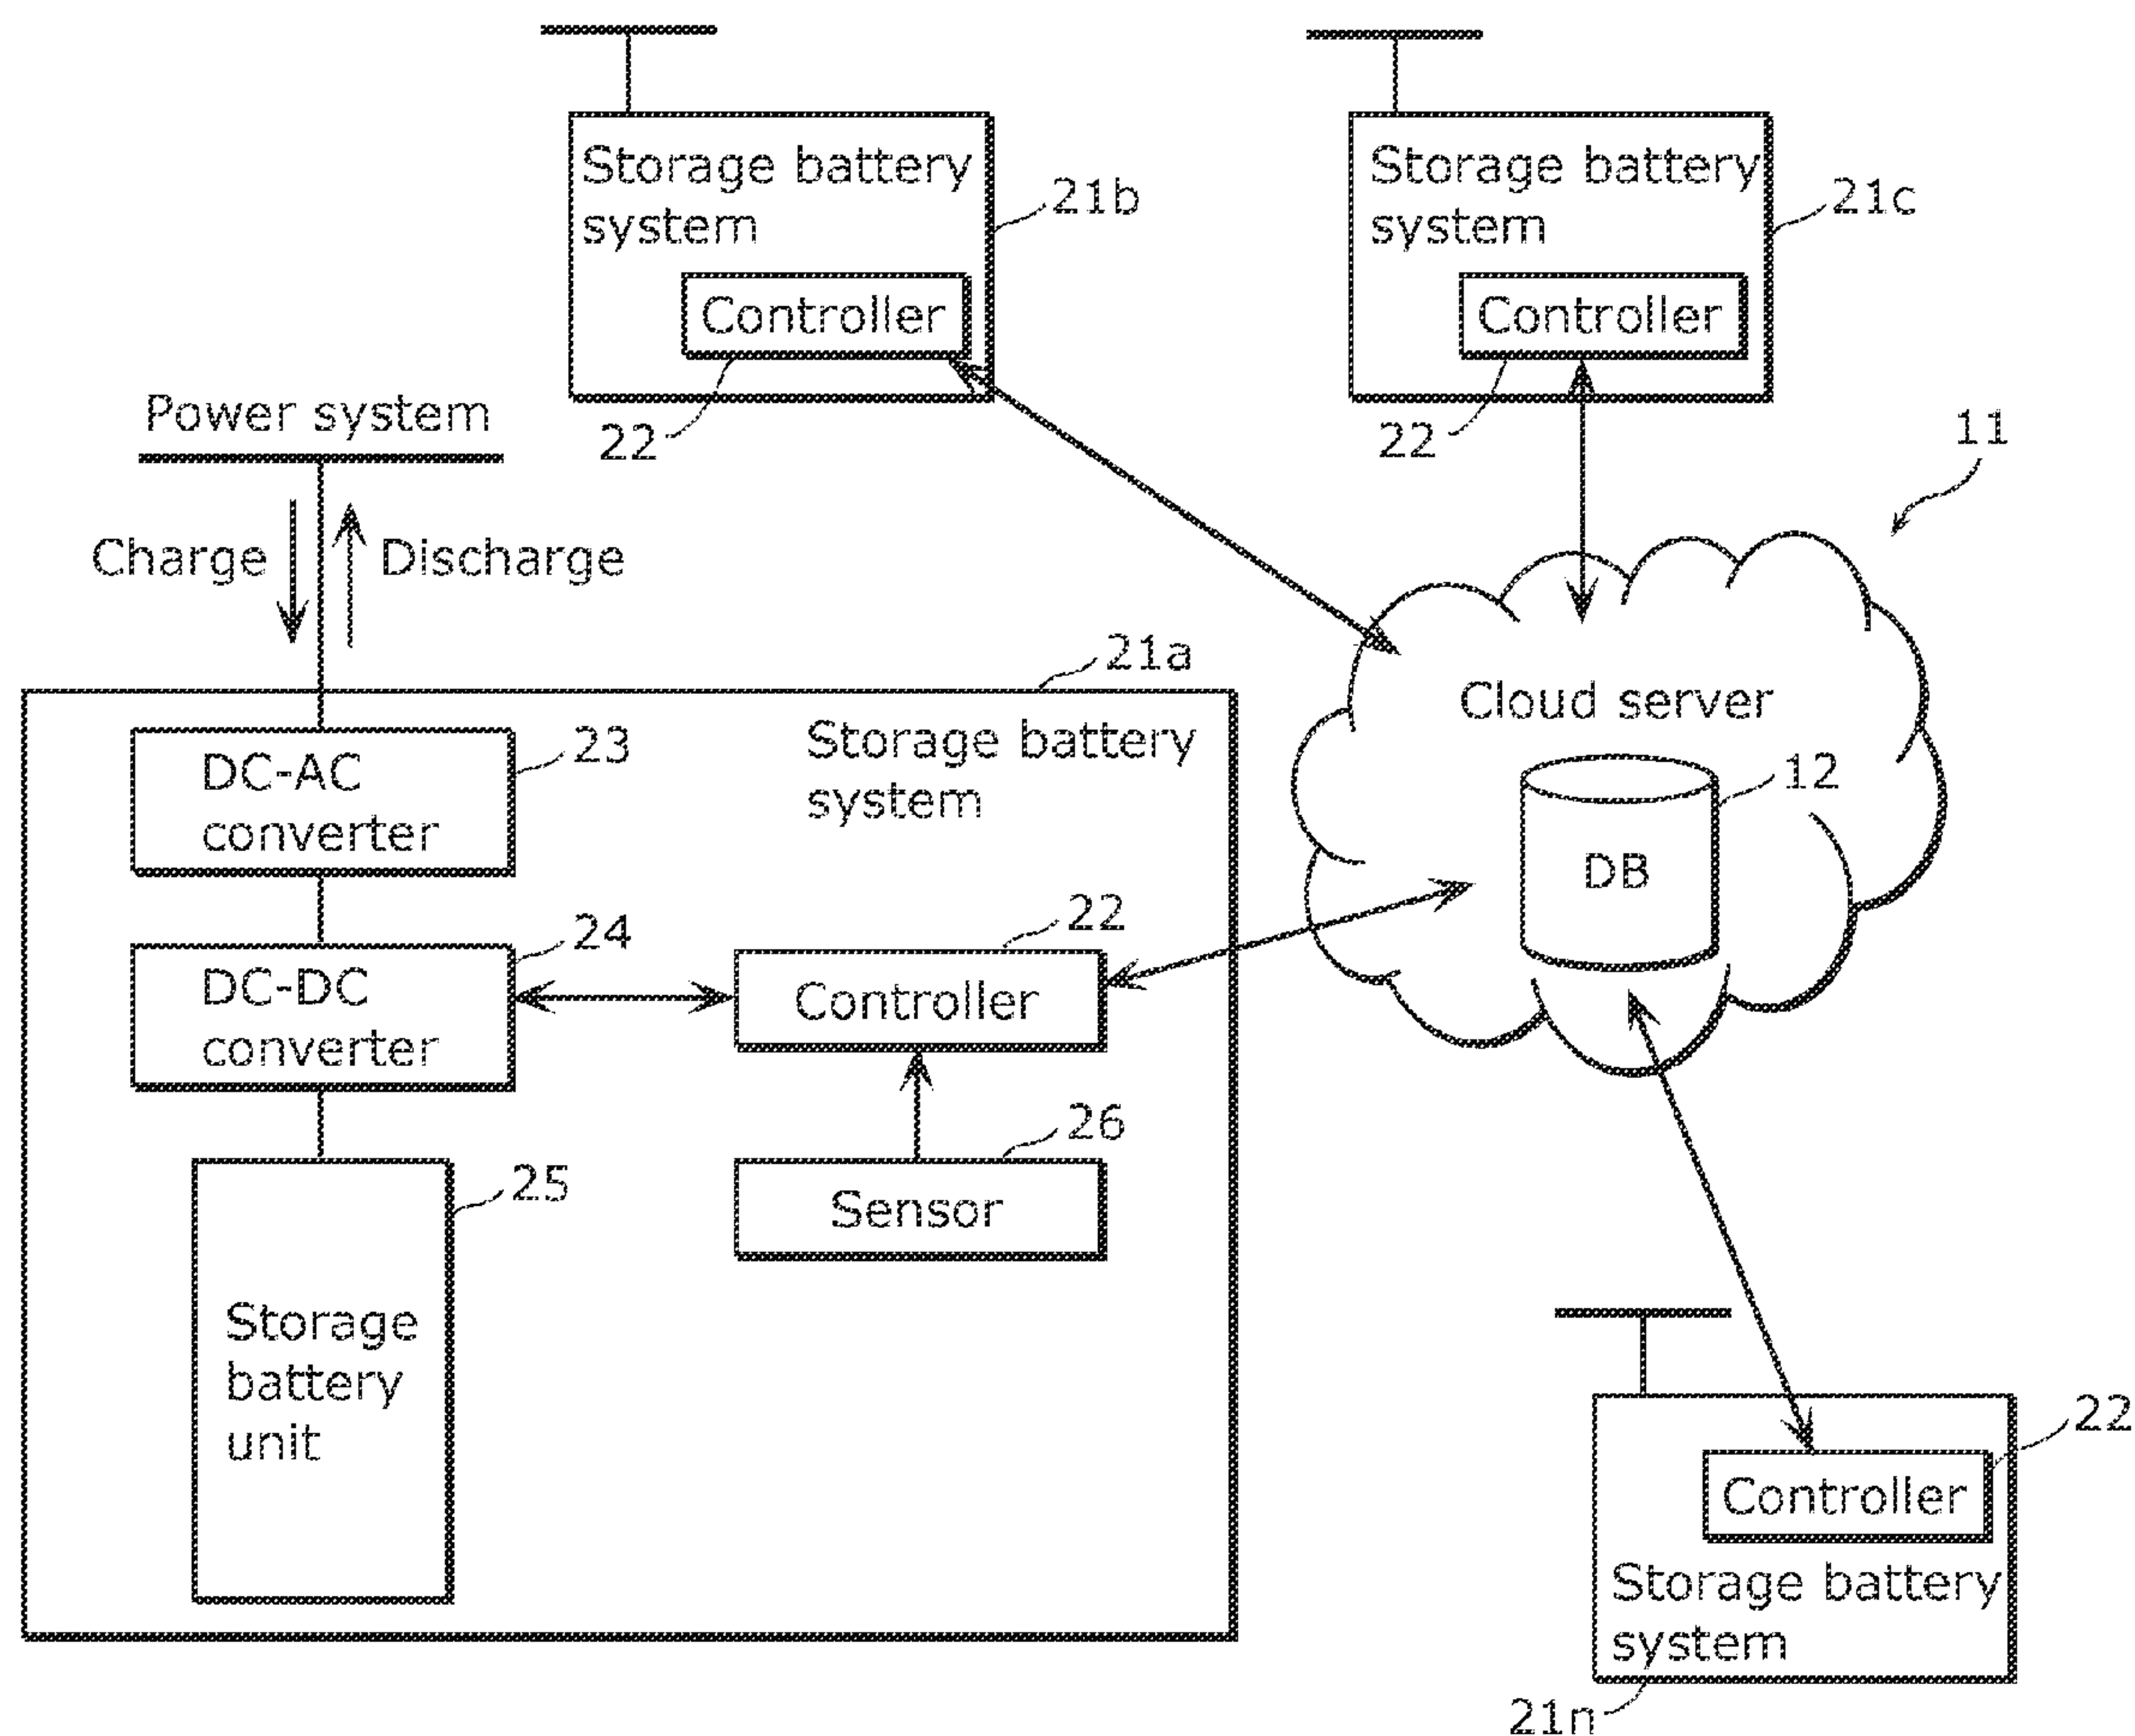 Storage battery
system
21b
Controller
22
Storage battery
system
21c
Controller
22
Power system
Charge
Discharge
11
21a
Storage battery
system
DC-AC
converter
23
DC-DC
converter
24
Controller
22
Sensor
26
Storage
battery
unit
25
Cloud server
12
DB
22
Controller
Storage battery
system
21n